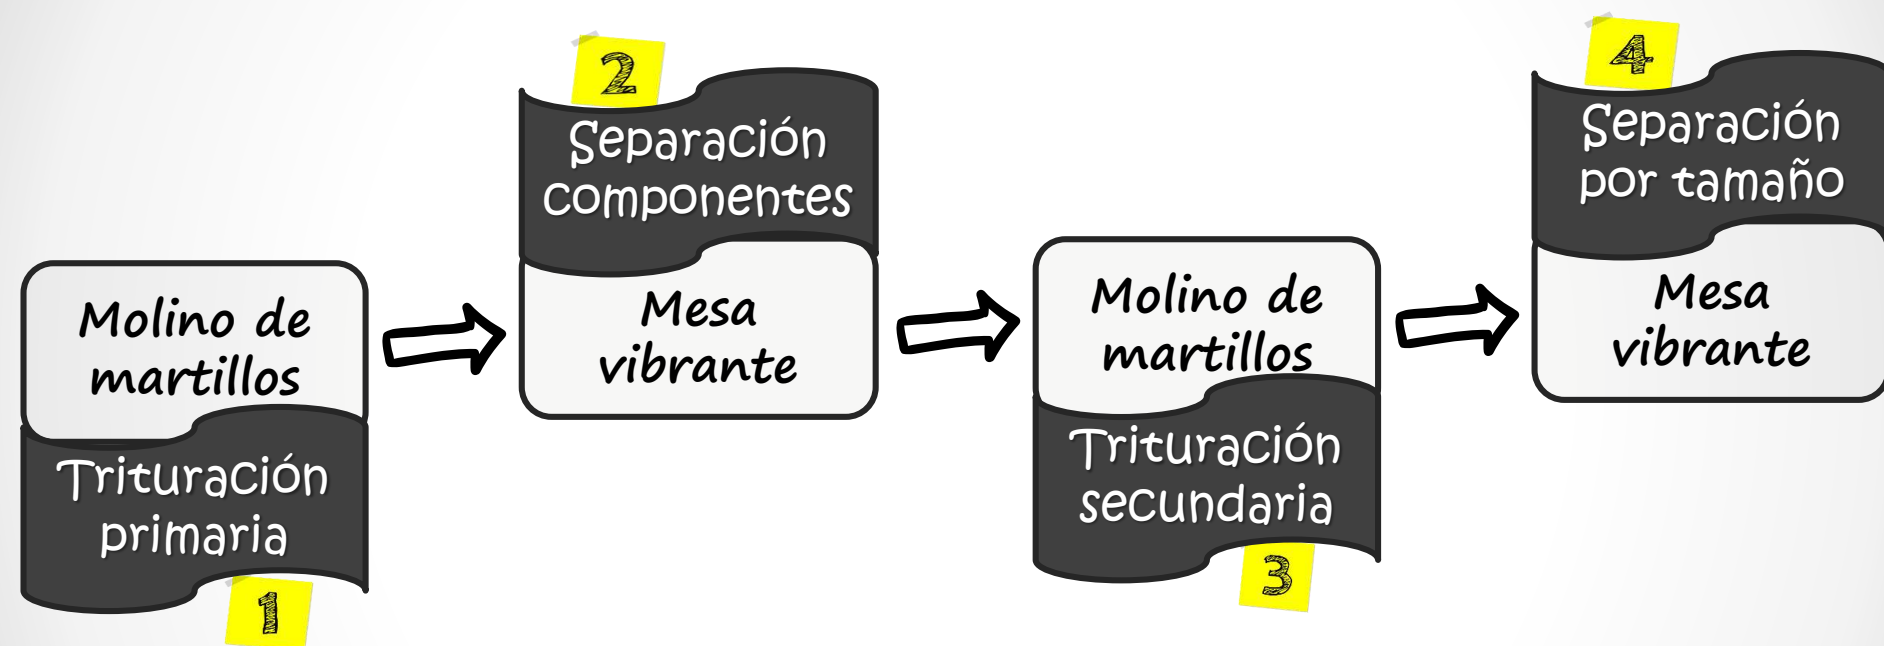 Molino de
martillos
Trituración
primaria
1
2
Separación
componentes
Mesa
vibrante
Molino de
martillos
Trituración
secundaria
3
4
Separación
por tamaño
Mesa
vibrante